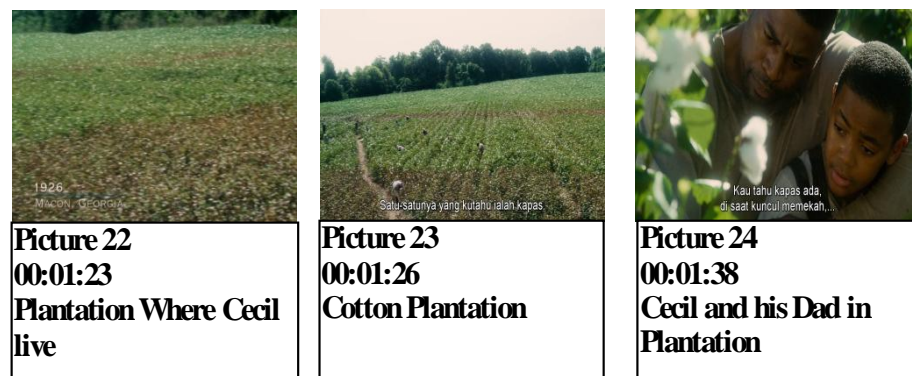 1926
MACON, GEORGIA
Satu-satunya yang kutahu ialah kapas
Kau tahu kapas ada,
di saat kuncul memekah,...
Picture 22
00:01:23
Plantation Where Cecil
live
Picture 23
00:01:26
Cotton Plantation
Picture 24
00:01:38
Cecil and his Dad in
Plantation